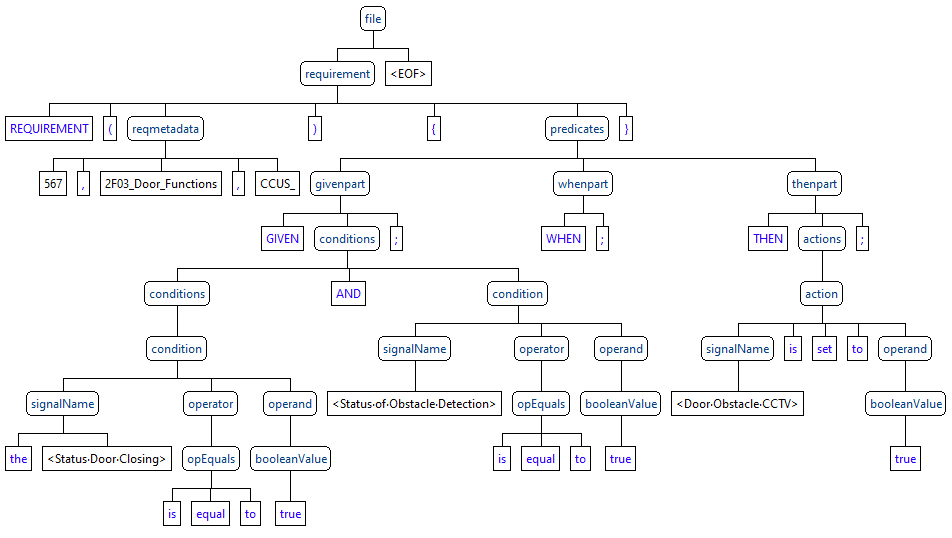 file
requirement <EOF>
REQUIREMENT ( reqmetadata ) { predicates }
567 , 2F03_Door_Functions , CCUS_ givenpart whenpart thenpart
GIVEN conditions ; WHEN ; THEN actions ;
conditions AND condition action
condition signalName operator operand signalName is set to operand
signalName operator operand <Status·of·Obstacle·Detection> opEquals booleanValue <Door·Obstacle·CCTV> booleanValue
the <Status·Door·Closing> opEquals booleanValue is equal to true true
is equal to true